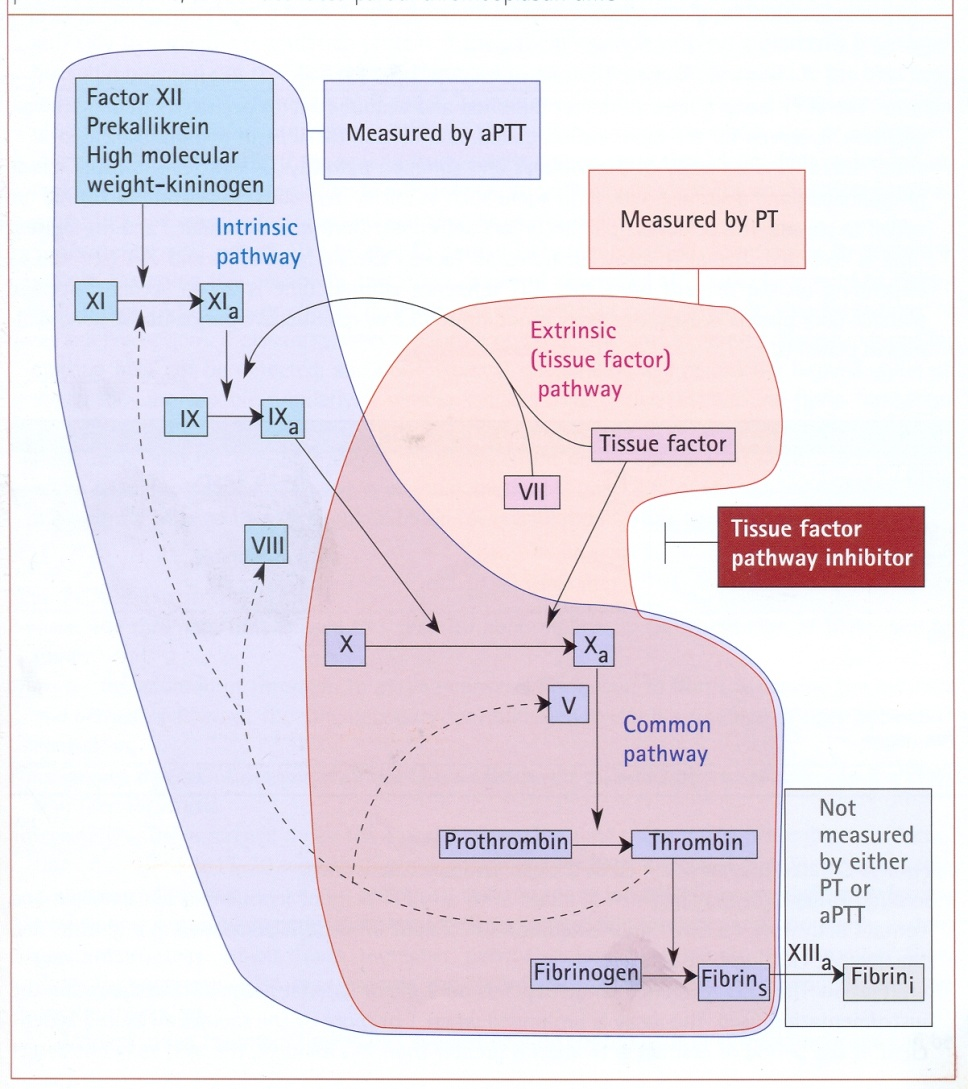 Factor XII
Prekallikrein
High molecular
weight-kininogen
Measured by aPTT
Measured by PT
Intrinsic
pathway
XI
XIa
Extrinsic
(tissue factor)
pathway
IX
IXa
Tissue factor
VII
VIII
Tissue factor
pathway inhibitor
X
Xa
V
Common
pathway
Prothrombin
Thrombin
Not
measured
by either
PT or
aPTT
Fibrinogen
Fibrins
XIIIa
Fibrini